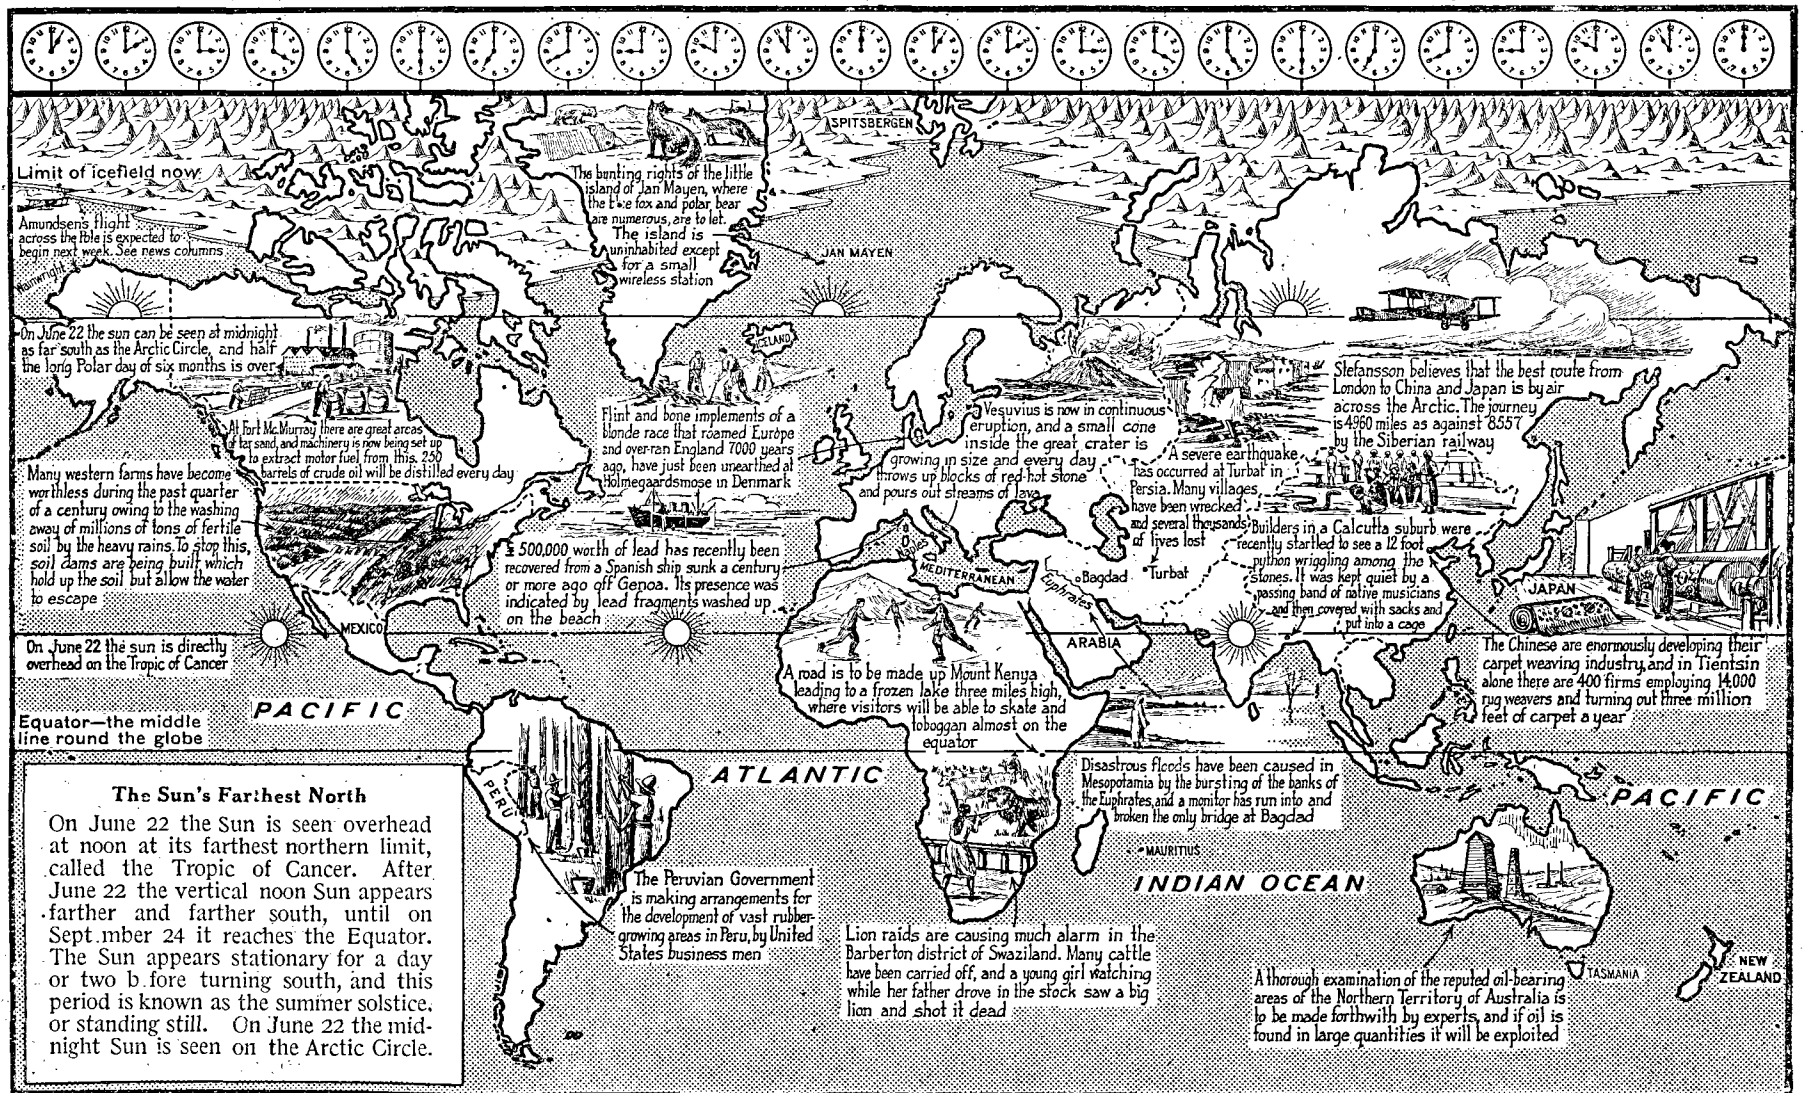 SPITSBERGEN
Limit of icefield now
Amundsen's flight
across the Pole is expected to
begin next week. See news columns
Wainwright
The hunting rights of the little
island of Jan Mayen, where
the blue fox and polar bear
are numerous, are to let.
The island is
uninhabited except
for a small
wireless station
JAN MAYEN
On June 22 the sun can be seen at midnight
as far south as the Arctic Circle, and half
the long Polar day of six months is over
ICELAND
At Fort Mc.Murray there are great areas
of tar sand, and machinery is now being set up
to extract motor fuel from this. 250
barrels of crude oil will be distilled every day
Flint and bone implements of a
blonde race that roamed Europe
and over-ran England 7000 years
ago, have just been unearthed at
Holmegaardsmose in Denmark
Vesuvius is now in continuous
eruption, and a small cone
inside the great crater is
growing in size and every day
throws up blocks of red-hot stone
and pours out streams of lava
A severe earthquake
has occurred at Turbat in
Persia. Many villages
have been wrecked
and several thousands
of lives lost
Stefansson believes that the best route from
London to China and Japan is by air
across the Arctic. The journey
is 4960 miles as against 8557
by the Siberian railway
Many western farms have become
worthless during the past quarter
of a century owing to the washing
away of millions of tons of fertile
soil by the heavy rains. To stop this,
soil dams are being built which
hold up the soil but allow the water
to escape
£500,000 worth of lead has recently been
recovered from a Spanish ship sunk a century
or more ago off Genoa. Its presence was
indicated by lead fragments washed up
on the beach
Naples
MEDITERRANEAN
Euphrates
Bagdad
Turbat
Builders in a Calcutta suburb were
recently startled to see a 12 foot
python wriggling among the
stones. It was kept quiet by a
passing band of native musicians
and then covered with sacks and
put into a cage
JAPAN
MEXICO
ARABIA
On June 22 the sun is directly
overhead on the Tropic of Cancer
The Chinese are enormously developing their
carpet weaving industry, and in Tientsin
alone there are 400 firms employing 14,000
rug weavers and turning out three million
feet of carpet a year
A road is to be made up Mount Kenya
leading to a frozen lake three miles high,
where visitors will be able to skate and
toboggan almost on the
equator
PACIFIC
Equator—the middle
line round the globe
ATLANTIC
Disastrous floods have been caused in
Mesopotamia by the bursting of the banks of
the Euphrates, and a monitor has run into and
broken the only bridge at Bagdad
PACIFIC
PERU
MAURITIUS
INDIAN OCEAN
The Sun's Farthest North
On June 22 the Sun is seen overhead
at noon at its farthest northern limit,
called the Tropic of Cancer. After
June 22 the vertical noon Sun appears
farther and farther south, until on
Sept.mber 24 it reaches the Equator.
The Sun appears stationary for a day
or two b.fore turning south, and this
period is known as the summer solstice,
or standing still. On June 22 the mid-
night Sun is seen on the Arctic Circle.
The Peruvian Government
is making arrangements for
the development of vast rubber-
growing areas in Peru, by United
States business men
Lion raids are causing much alarm in the
Barberton district of Swaziland. Many cattle
have been carried off, and a young girl watching
while her father drove in the stock saw a big
lion and shot it dead
A thorough examination of the reputed oil-bearing
areas of the Northern Territory of Australia is
to be made forthwith by experts, and if oil is
found in large quantities it will be exploited
TASMANIA
NEW
ZEALAND